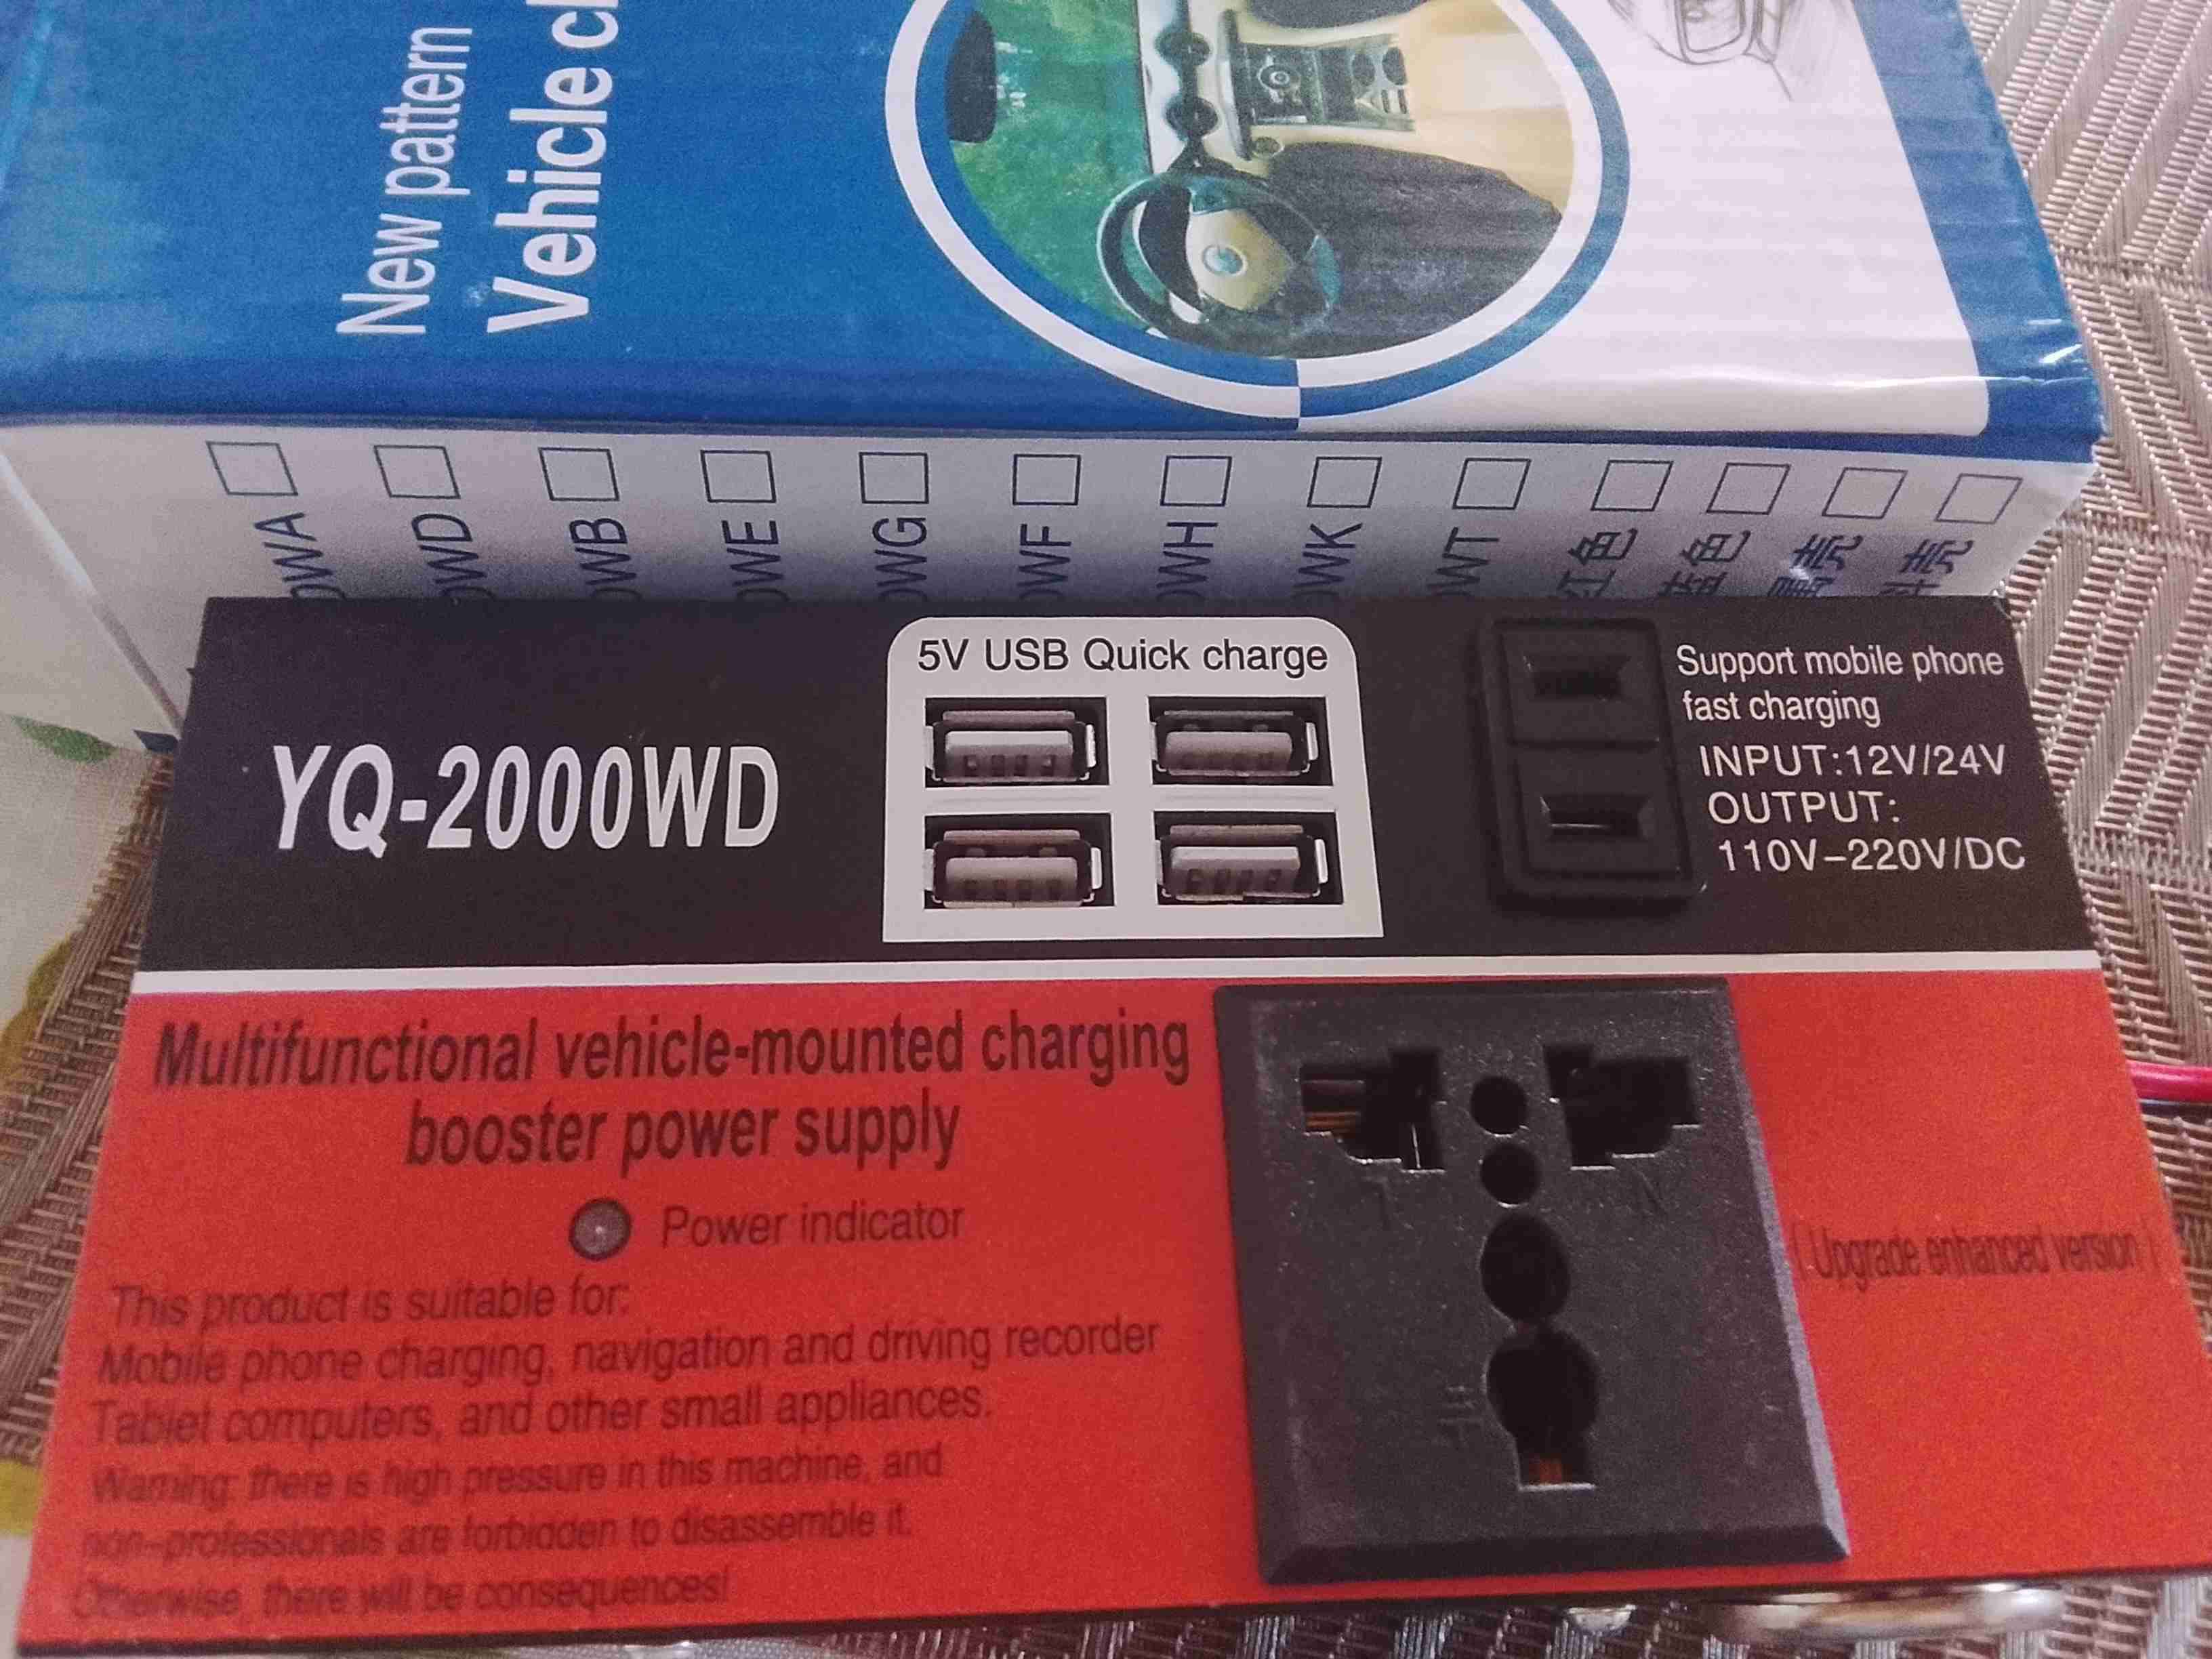 New pattern
Vehicle
WA
WD
WB
WE
WG
WF
WH
WK
WT
色
色
亮
亮
YQ-2000WD
5V USB Quick charge
Support mobile phone
fast charging
INPUT:12V/24V
OUTPUT:
110V-220V/DC
Multifunctional vehicle-mounted charging
booster power supply
Power indicator
This product is suitable for:
Mobile phone charging, navigation and driving recorder
Tablet computers, and other small appliances.
Warning: there is high pressure in this machine, and
non-professionals are forbidden to disassemble it.
Otherwise, there will be consequences!
L
N
[Upgrade enhanced version]